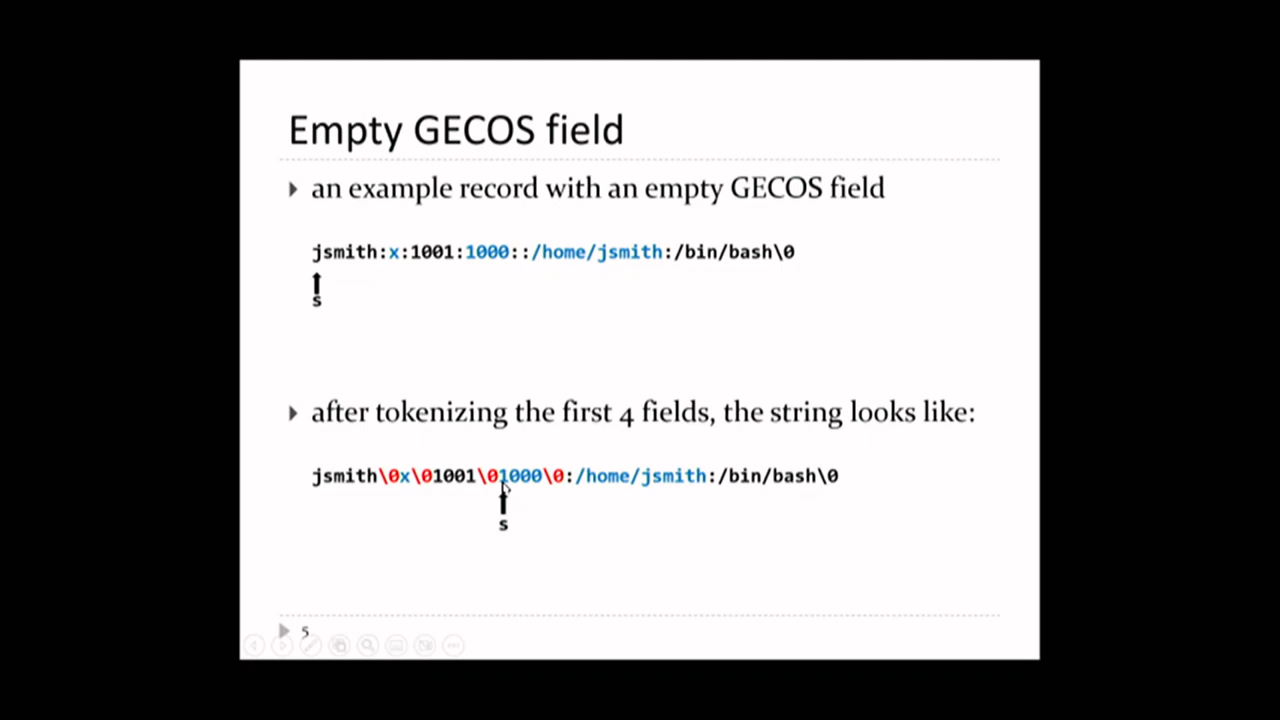 Empty GECOS field
an example record with an empty GECOS field
jsmith:x:1001:1000::/home/jsmith:/bin/bash\0
s
after tokenizing the first 4 fields, the string looks like:
jsmith\0x\01001\01000\0:/home/jsmith:/bin/bash\0
s
5